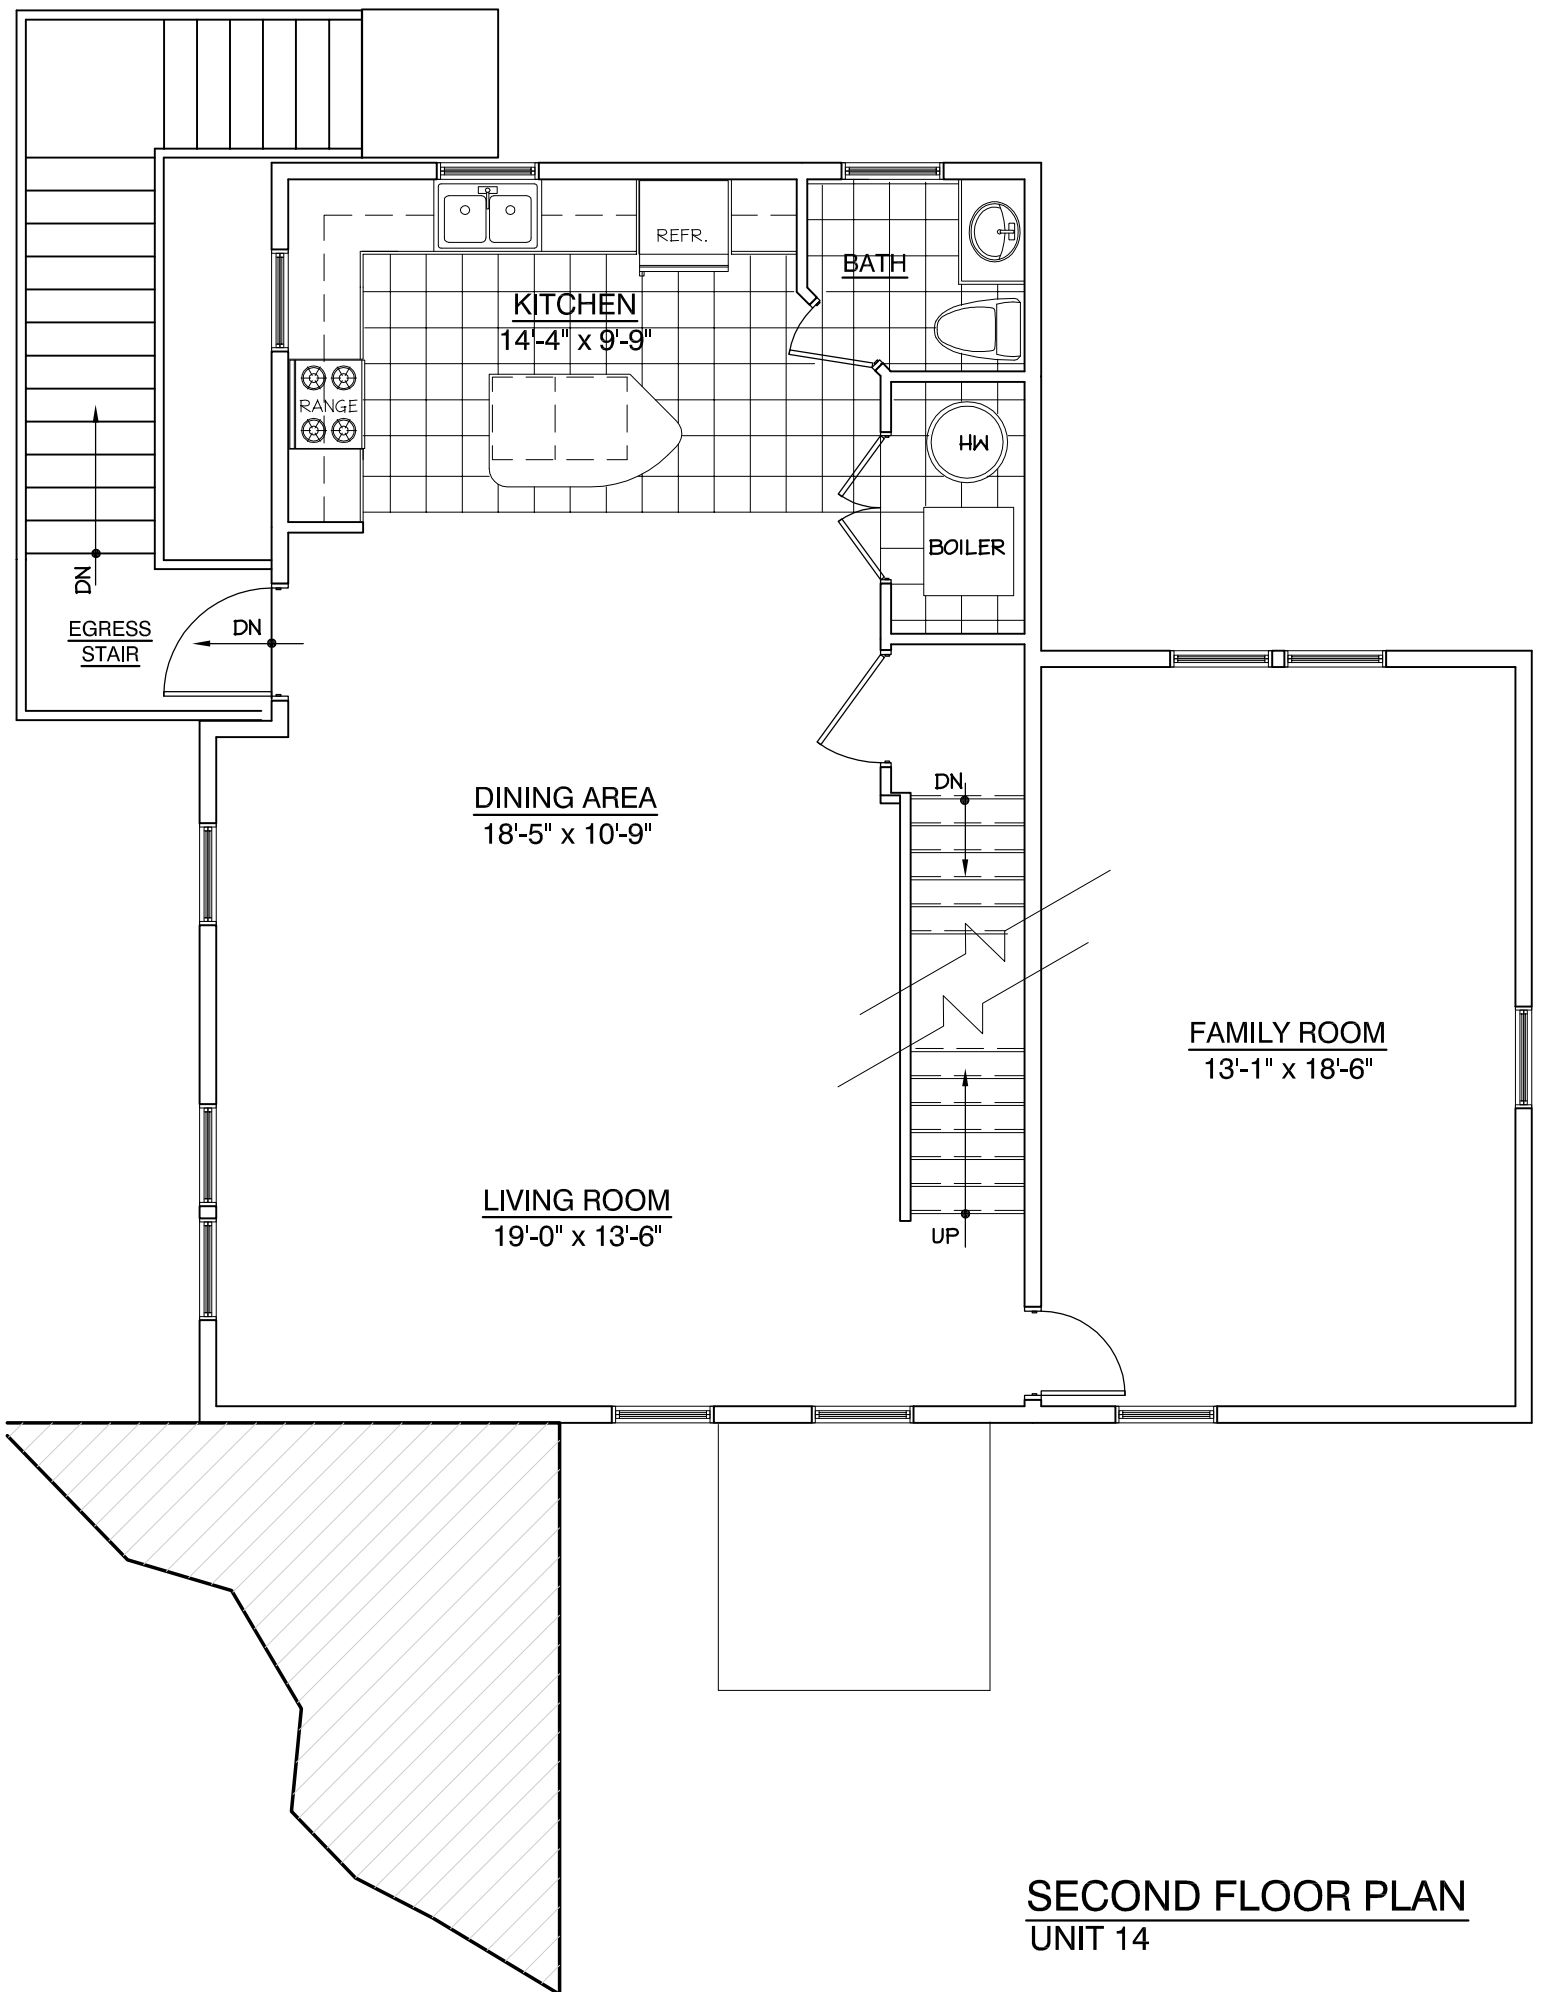 REFR.
BATH
KITCHEN
14'-4" x 9'-9"
RANGE
HW
BOILER
DN
EGRESS
STAIR
DN
DN
DINING AREA
18'-5" x 10'-9"
FAMILY ROOM
13'-1" x 18'-6"
LIVING ROOM
19'-0" x 13'-6"
UP
SECOND FLOOR PLAN
UNIT 14